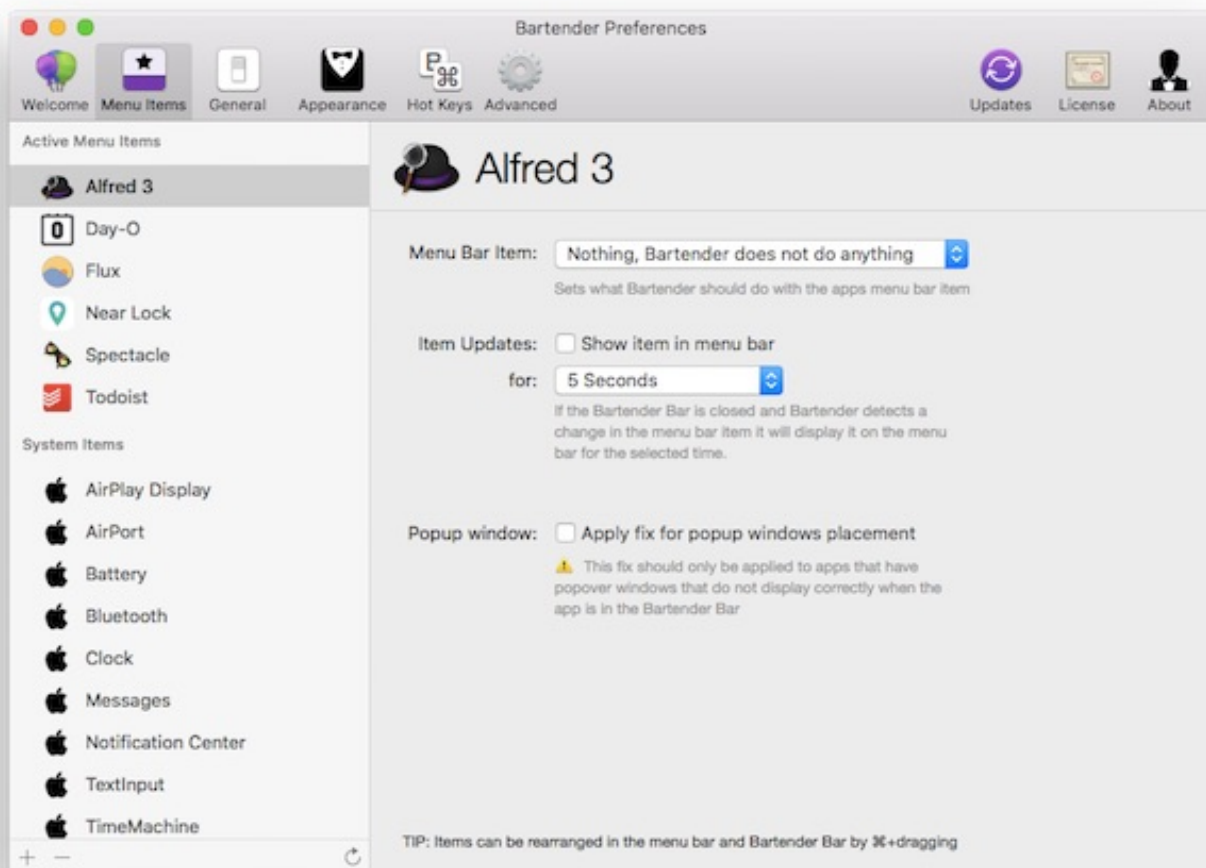 Bartender Preferences
Welcome
Menu Items
General
Appearance
Hot Keys
Advanced
Updates
License
About
Active Menu Items
Alfred 3
Day-O
Flux
Near Lock
Spectacle
Todoist
System Items
AirPlay Display
AirPort
Battery
Bluetooth
Clock
Messages
Notification Center
TextInput
TimeMachine
Alfred 3
Menu Bar Item: Nothing, Bartender does not do anything
Sets what Bartender should do with the apps menu bar item
Item Updates: Show item in menu bar
for: 5 Seconds
If the Bartender Bar is closed and Bartender detects a
change in the menu bar item it will display it on the menu
bar for the selected time.
Popup window: Apply fix for popup windows placement
This fix should only be applied to apps that have
popover windows that do not display correctly when the
app is in the Bartender Bar
TIP: Items can be rearranged in the menu bar and Bartender Bar by ⌘+dragging